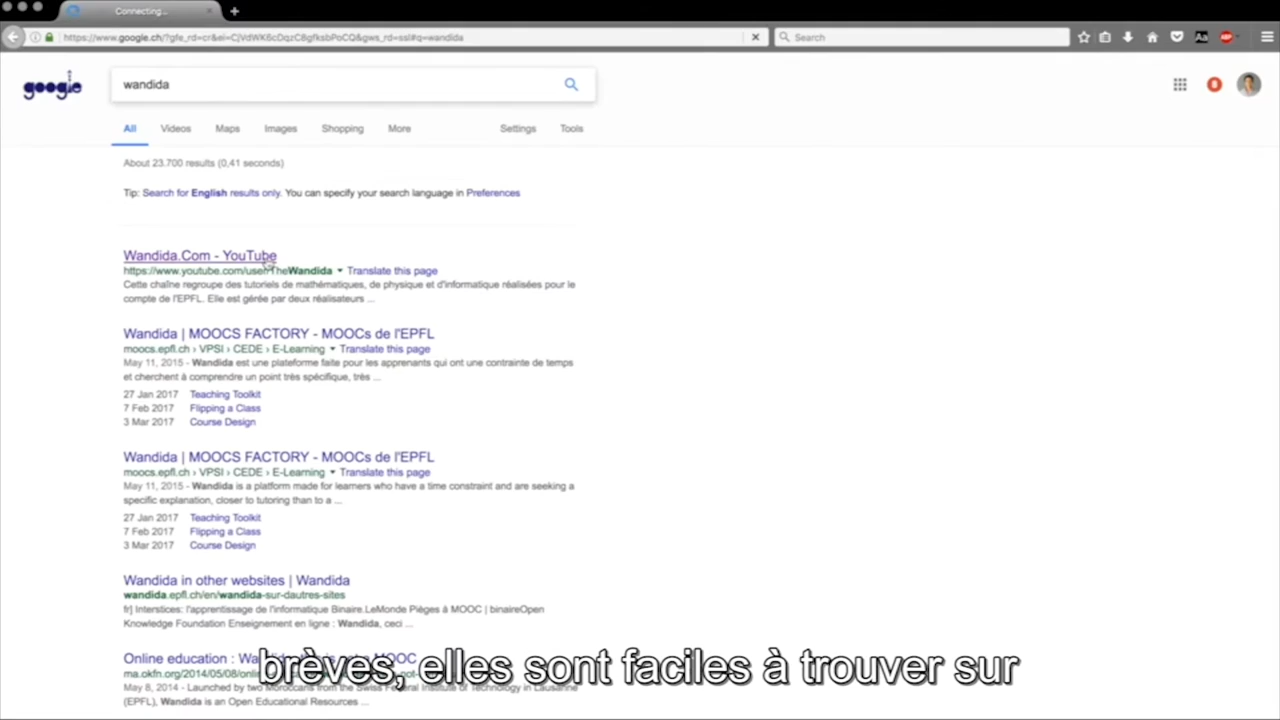 Connecting...
https://www.google.ch/?gfe_rd=cr&ei=CjVdWK6cDqzC8gfksbPoCQ&gws_rd=ssl#q=wandida
Search
Aa
google
wandida
8
All Videos Maps Images Shopping More Settings Tools
About 23.700 results (0,41 seconds)
Tip: Search for English results only. You can specify your search language in Preferences
Wandida.Com - YouTube
https://www.youtube.com/user/TheWandida Translate this page
Cette chaîne regroupe des tutoriels de mathématiques, de physique et d'informatique réalisées pour le
compte de l'EPFL. Elle est gérée par deux réalisateurs ...
Wandida | MOOCS FACTORY - MOOCs de l'EPFL
moocs.epfl.ch › VPSI › CEDE › E-Learning Translate this page
May 11, 2015 - Wandida est une plateforme faite pour les apprenants qui ont une contrainte de temps
et cherchent à comprendre un point très spécifique, très ...
27 Jan 2017 Teaching Toolkit
7 Feb 2017 Flipping a Class
3 Mar 2017 Course Design
Wandida | MOOCS FACTORY - MOOCs de l'EPFL
moocs.epfl.ch › VPSI › CEDE › E-Learning Translate this page
May 11, 2015 - Wandida is a platform made for learners who have a time constraint and are seeking a
specific explanation, closer to tutoring than to a ...
27 Jan 2017 Teaching Toolkit
7 Feb 2017 Flipping a Class
3 Mar 2017 Course Design
Wandida in other websites | Wandida
wandida.epfl.ch/en/wandida-sur-dautres-sites
fr] Interstices: l'apprentissage de l'informatique Binaire.LeMonde Pièges à MOOC | binaireOpen
Knowledge Foundation Enseignement en ligne : Wandida, ceci ...
Online education : MOOC
brèves, elles sont faciles à trouver sur
ma.okfn.org/2014/05/08/
May 8, 2014 - Launched by two Moroccans from the Swiss Federal Institute of Technology in Lausanne
(EPFL), Wandida is an Open Educational Resources ...